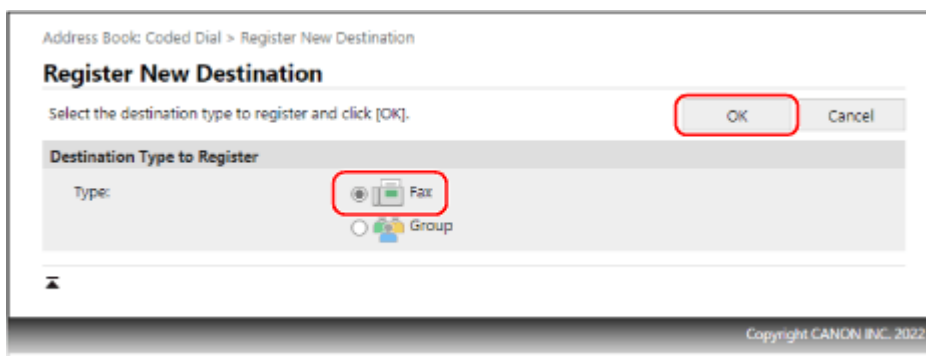 Address Book: Coded Dial > Register New Destination
Register New Destination
Select the destination type to register and click [OK].
OK
Cancel
Destination Type to Register
Type:
Fax
Group
Copyright CANON INC. 2022